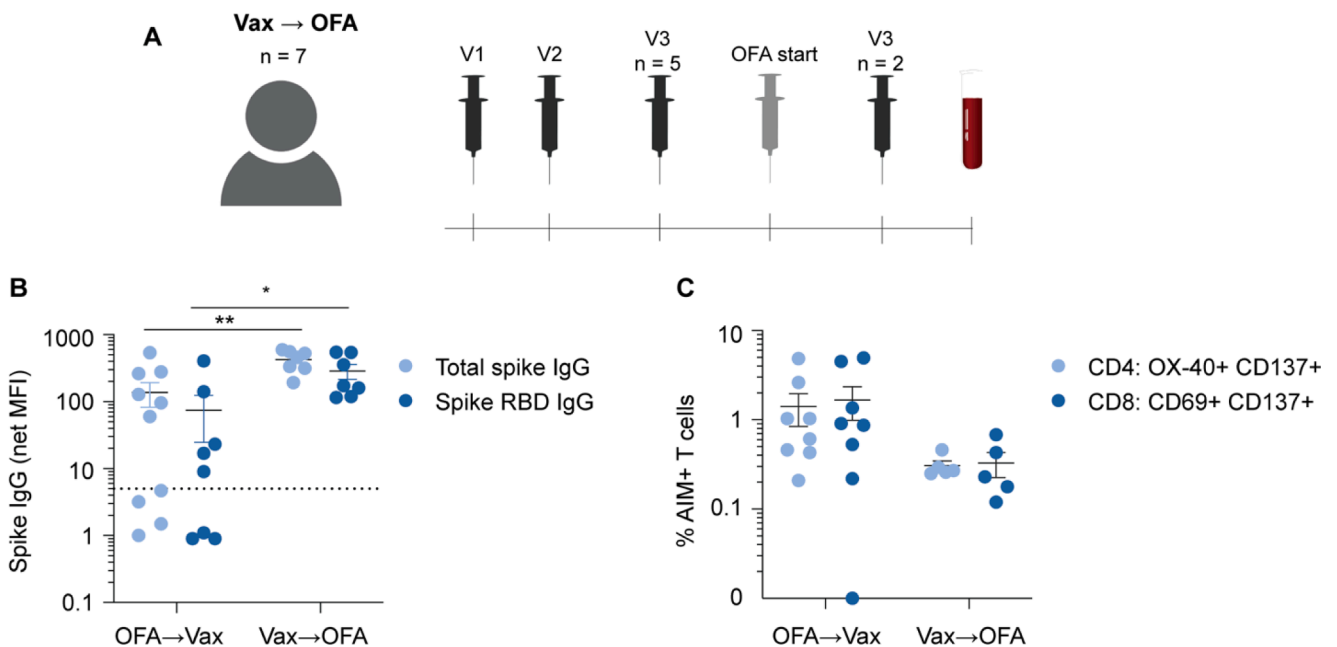 A
Vax → OFA
n = 7
V1
V2
V3
n = 5
OFA start
V3
n = 2
B
Spike IgG (net MFI)
1000
100
10
1
0.1
*
**
OFA→Vax
Vax→OFA
Total spike IgG
Spike RBD IgG
C
% AIM+ T cells
10
1
0.1
0
OFA→Vax
Vax→OFA
CD4: OX-40+ CD137+
CD8: CD69+ CD137+